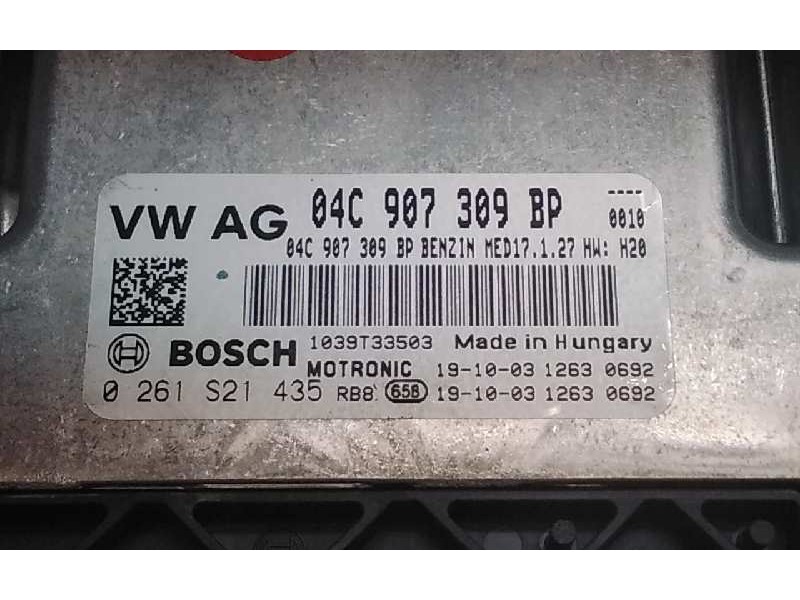 VW AG 04C 907 309 BP ----
0010
04C 907 309 BP BENZIN MED17.1.27 HW: H20
1039T33503 Made in Hungary
BOSCH MOTRONIC 19-10-03 1263 0692
0 261 S21 435 RB8 658 19-10-03 1263 0692